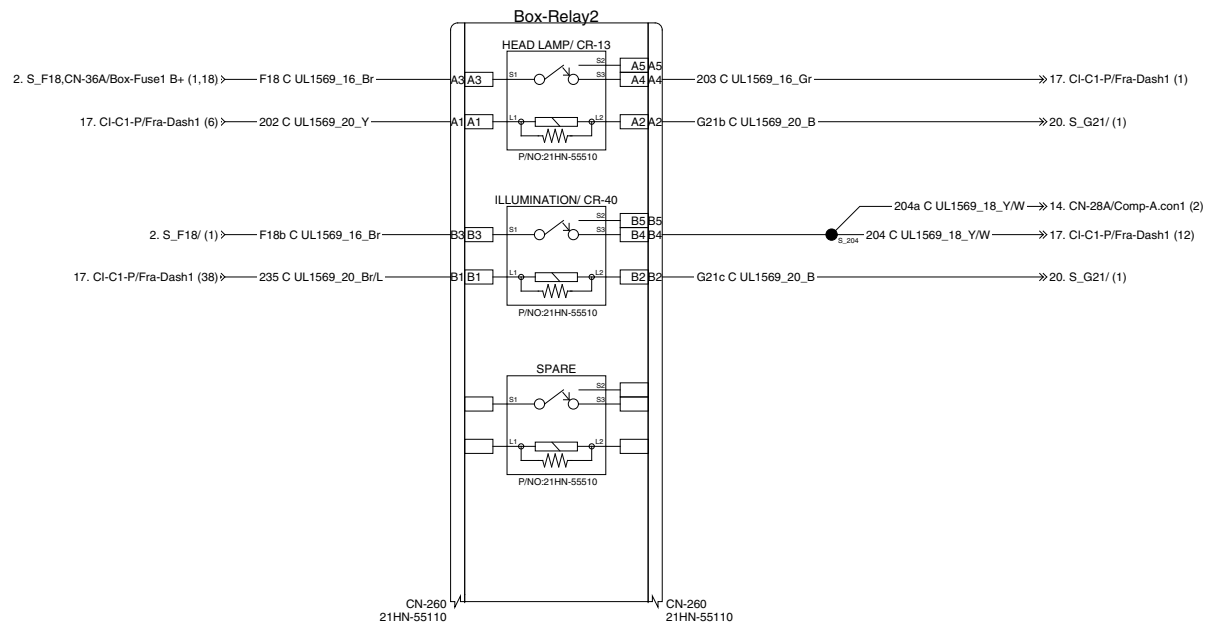 Box-Relay2
HEAD LAMP/ CR-13
S2 A5 A5
2. S_F18,CN-36A/Box-Fuse1 B+ (1,18) F18 C UL1569_16_Br A3 A3 S1 S3 A4 A4 203 C UL1569_16_Gr 17. CI-C1-P/Fra-Dash1 (1)
17. CI-C1-P/Fra-Dash1 (6) 202 C UL1569_20_Y A1 A1 L1 L2 A2 A2 G21b C UL1569_20_B 20. S_G21/ (1)
P/NO:21HN-55510
ILLUMINATION/ CR-40
204a C UL1569_18_Y/W 14. CN-28A/Comp-A.con1 (2)
S2 B5 B5
2. S_F18/ (1) F18b C UL1569_16_Br B3 B3 S1 S3 B4 B4 S_204 204 C UL1569_18_Y/W 17. CI-C1-P/Fra-Dash1 (12)
17. CI-C1-P/Fra-Dash1 (38) 235 C UL1569_20_Br/L B1 B1 L1 L2 B2 B2 G21c C UL1569_20_B 20. S_G21/ (1)
P/NO:21HN-55510
SPARE
S2
S1 S3
L1 L2
P/NO:21HN-55510
CN-260 CN-260
21HN-55110 21HN-55110